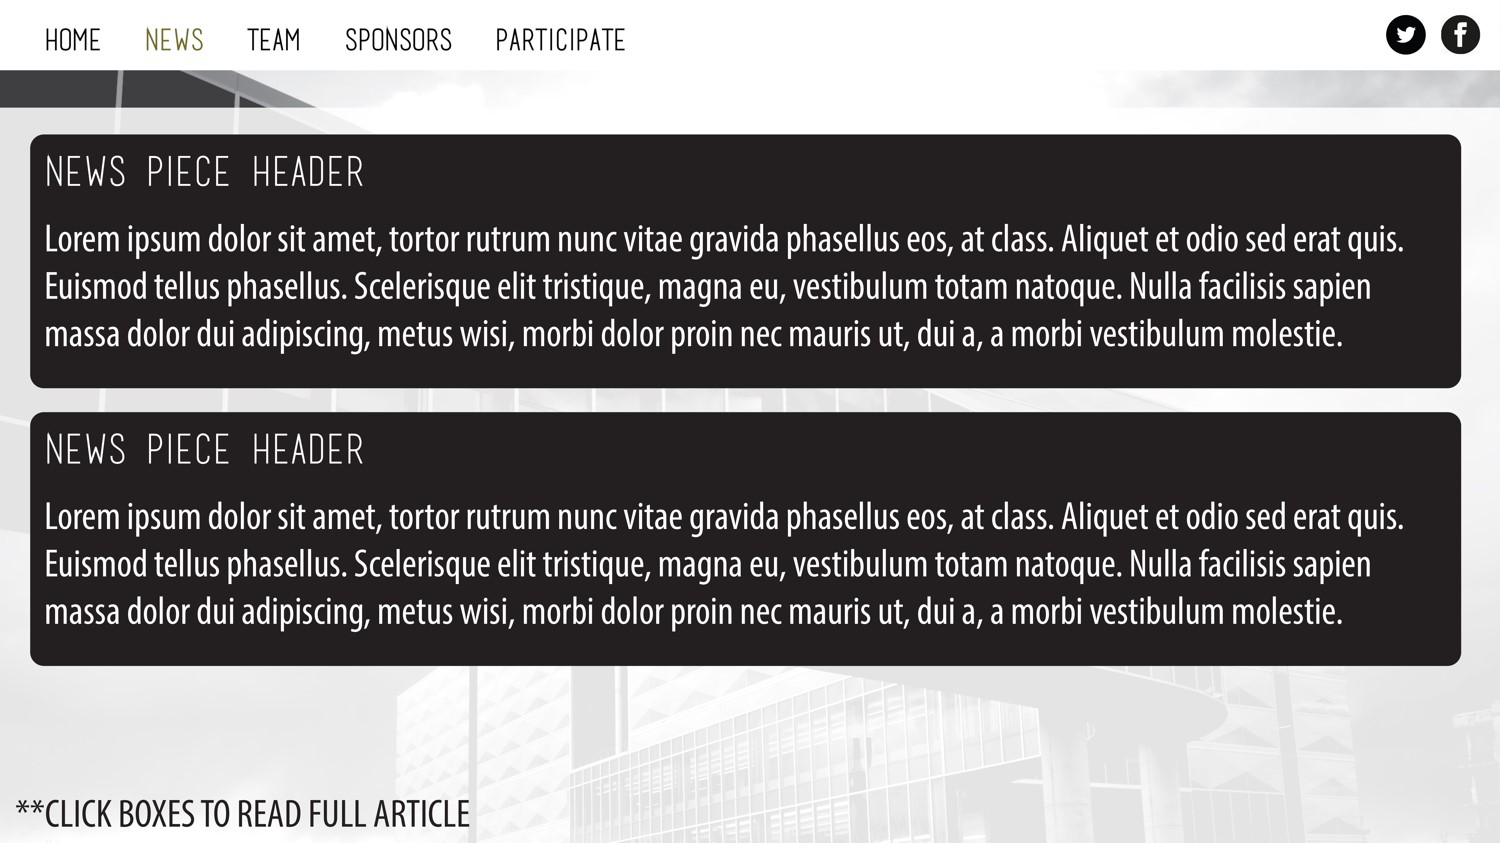 HOME NEWS TEAM SPONSORS PARTICIPATE
NEWS PIECE HEADER
Lorem ipsum dolor sit amet, tortor rutrum nunc vitae gravida phasellus eos, at class. Aliquet et odio sed erat quis.
Euismod tellus phasellus. Scelerisque elit tristique, magna eu, vestibulum totam natoque. Nulla facilisis sapien
massa dolor dui adipiscing, metus wisi, morbi dolor proin nec mauris ut, dui a, a morbi vestibulum molestie.
NEWS PIECE HEADER
Lorem ipsum dolor sit amet, tortor rutrum nunc vitae gravida phasellus eos, at class. Aliquet et odio sed erat quis.
Euismod tellus phasellus. Scelerisque elit tristique, magna eu, vestibulum totam natoque. Nulla facilisis sapien
massa dolor dui adipiscing, metus wisi, morbi dolor proin nec mauris ut, dui a, a morbi vestibulum molestie.
**CLICK BOXES TO READ FULL ARTICLE